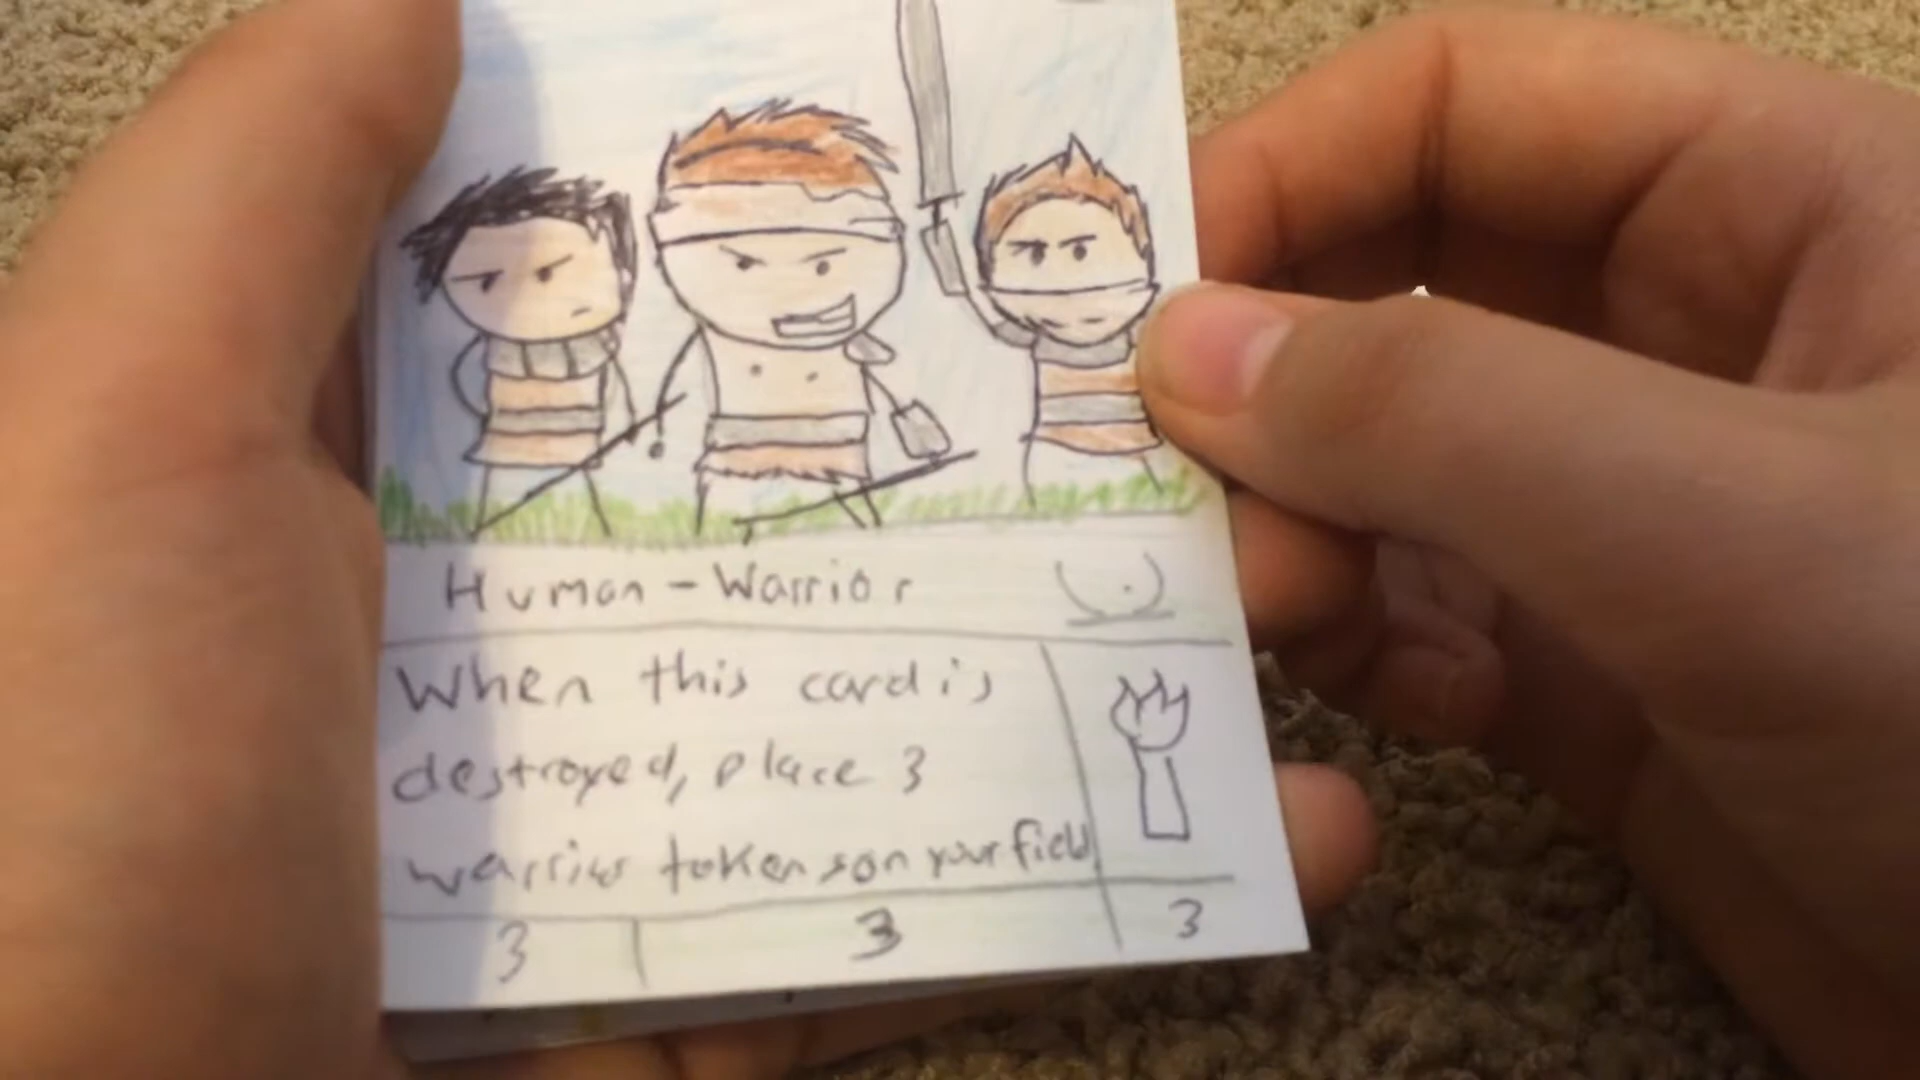 Human - Warrior
When this card is
destroyed, place 3
warrior tokens on your field
3 3 3